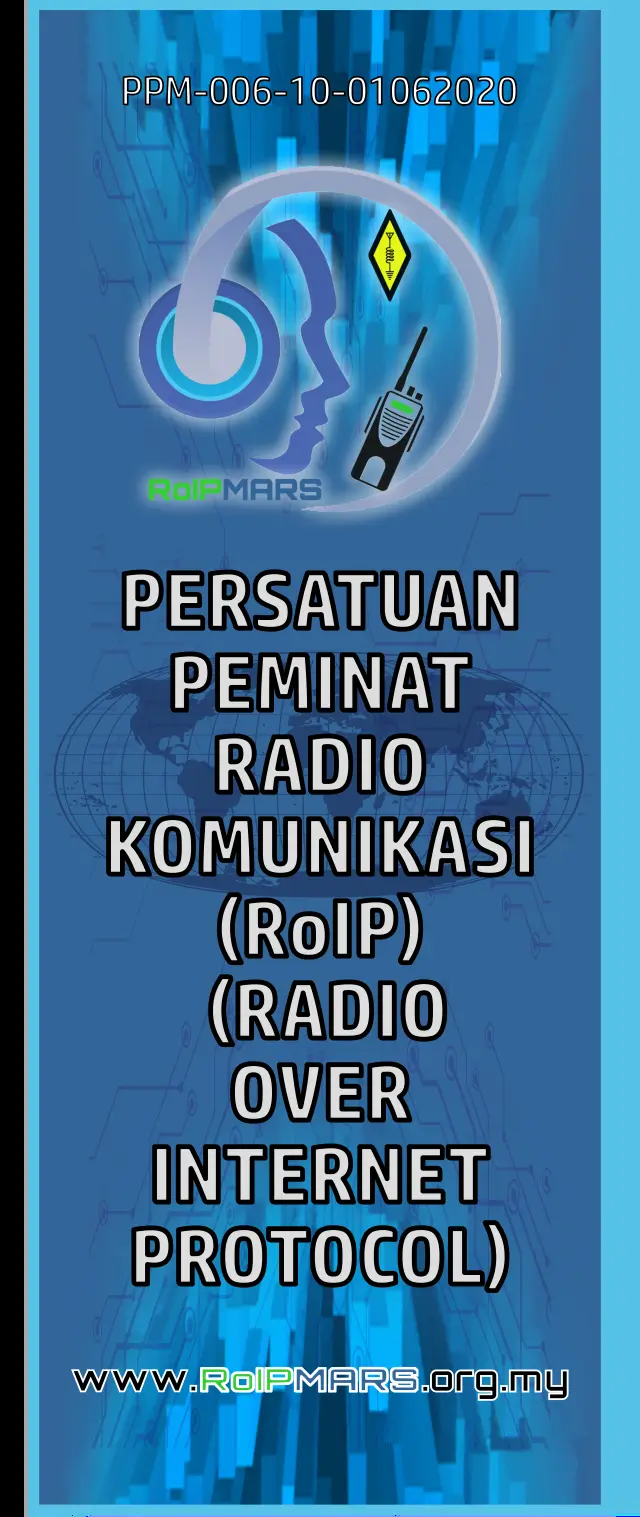 PPM-006-10-01062020
RoIPMARS
PERSATUAN
PEMINAT
RADIO
KOMUNIKASI
(RoIP)
(RADIO
OVER
INTERNET
PROTOCOL)
www.RoIPMARS.org.my